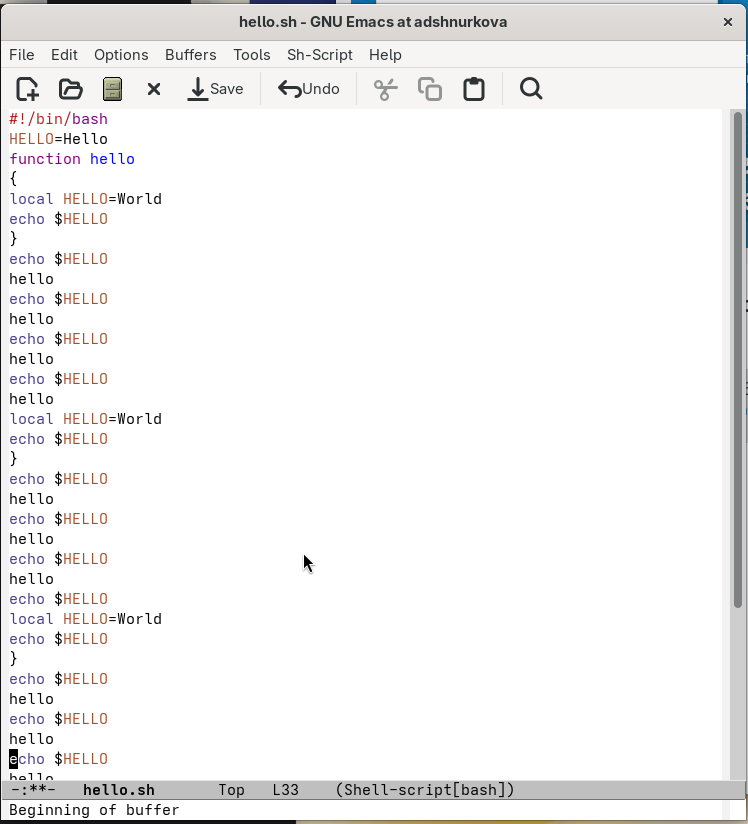 hello.sh - GNU Emacs at adshnurkova
File Edit Options Buffers Tools Sh-Script Help
Save Undo
#!/bin/bash
HELLO=Hello
function hello
{
local HELLO=World
echo $HELLO
}
echo $HELLO
hello
echo $HELLO
hello
echo $HELLO
hello
echo $HELLO
hello
local HELLO=World
echo $HELLO
}
echo $HELLO
hello
echo $HELLO
hello
echo $HELLO
hello
echo $HELLO
local HELLO=World
echo $HELLO
}
echo $HELLO
hello
echo $HELLO
hello
echo $HELLO
hello
-:**- hello.sh Top L33 (Shell-script[bash])
Beginning of buffer